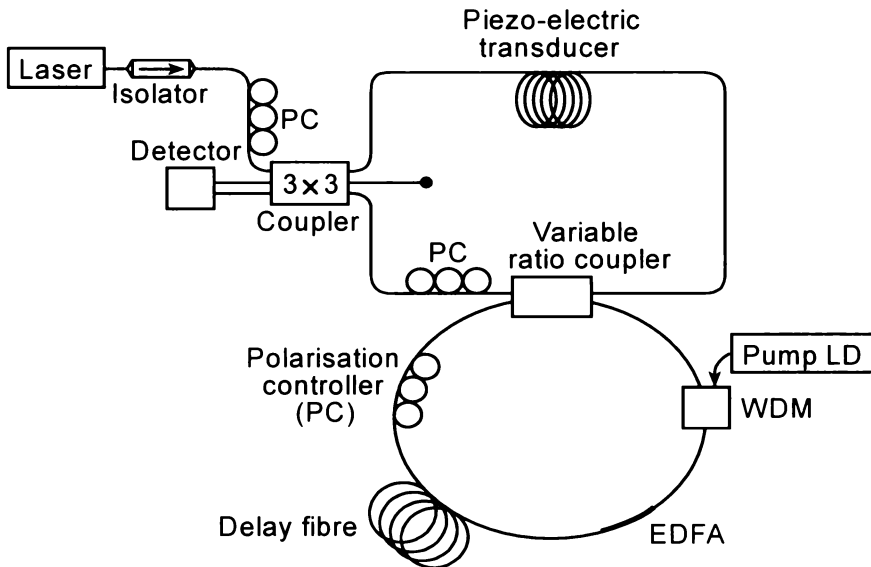 Piezo-electric
transducer
Laser
Isolator
PC
Detector
3×3
Coupler
PC
Variable
ratio coupler
Polarisation
controller
(PC)
Pump LD
WDM
Delay fibre
EDFA